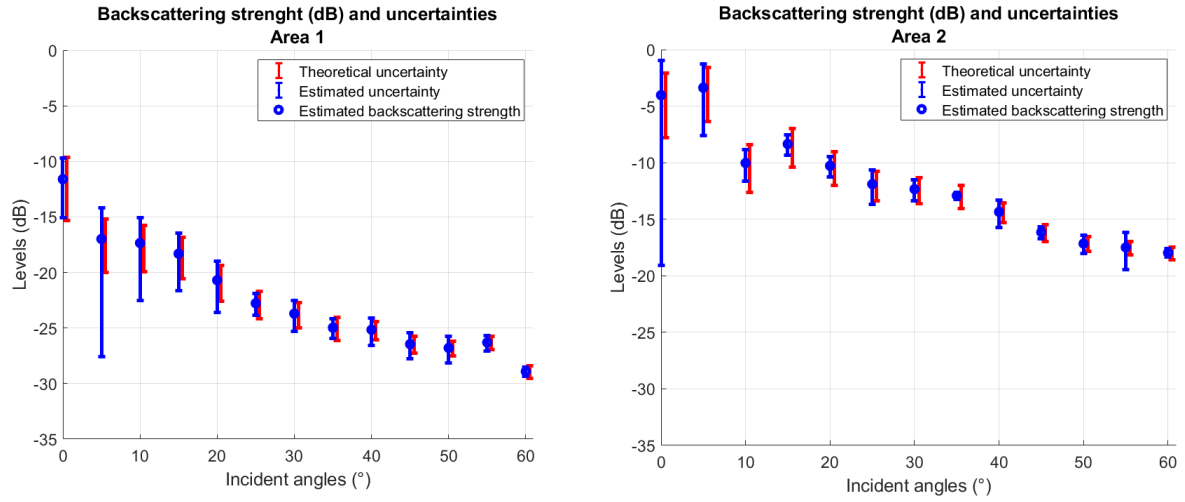 Backscattering strenght (dB) and uncertainties
Area 1
0
-5
-10
-15
-20
-25
-30
-35
Levels (dB)
Theoretical uncertainty
Estimated uncertainty
Estimated backscattering strength
0 10 20 30 40 50 60
Incident angles (°)
Backscattering strenght (dB) and uncertainties
Area 2
0
-5
-10
-15
-20
-25
-30
-35
Levels (dB)
Theoretical uncertainty
Estimated uncertainty
Estimated backscattering strength
0 10 20 30 40 50 60
Incident angles (°)